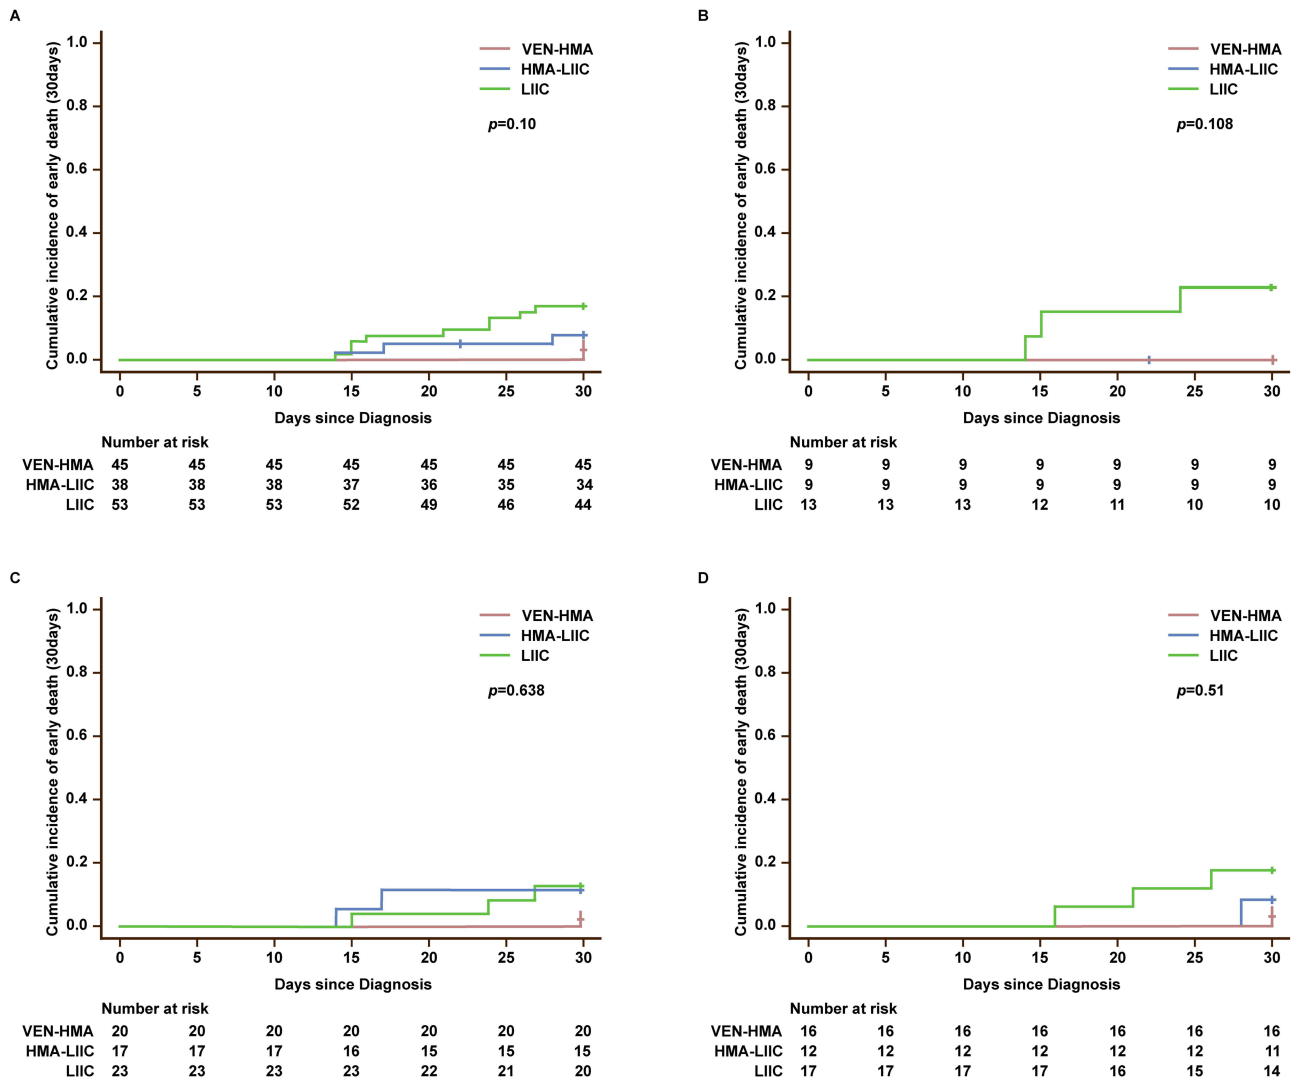 A
Cumulative incidence of early death (30days)
1.0
0.8
0.6
0.4
0.2
0.0
VEN-HMA
HMA-LIIC
LIIC
p=0.10
0 5 10 15 20 25 30
Days since Diagnosis
Number at risk
VEN-HMA 45 45 45 45 45 45 45
HMA-LIIC 38 38 38 37 36 35 34
LIIC 53 53 53 52 49 46 44
B
Cumulative incidence of early death (30days)
1.0
0.8
0.6
0.4
0.2
0.0
VEN-HMA
HMA-LIIC
LIIC
p=0.108
0 5 10 15 20 25 30
Days since Diagnosis
Number at risk
VEN-HMA 9 9 9 9 9 9 9
HMA-LIIC 9 9 9 9 9 9 9
LIIC 13 13 13 12 11 10 10
C
Cumulative incidence of early death (30days)
1.0
0.8
0.6
0.4
0.2
0.0
VEN-HMA
HMA-LIIC
LIIC
p=0.638
0 5 10 15 20 25 30
Days since Diagnosis
Number at risk
VEN-HMA 20 20 20 20 20 20 20
HMA-LIIC 17 17 17 16 15 15 15
LIIC 23 23 23 23 22 21 20
D
Cumulative incidence of early death (30days)
1.0
0.8
0.6
0.4
0.2
0.0
VEN-HMA
HMA-LIIC
LIIC
p=0.51
0 5 10 15 20 25 30
Days since Diagnosis
Number at risk
VEN-HMA 16 16 16 16 16 16 16
HMA-LIIC 12 12 12 12 12 12 11
LIIC 17 17 17 17 16 15 14